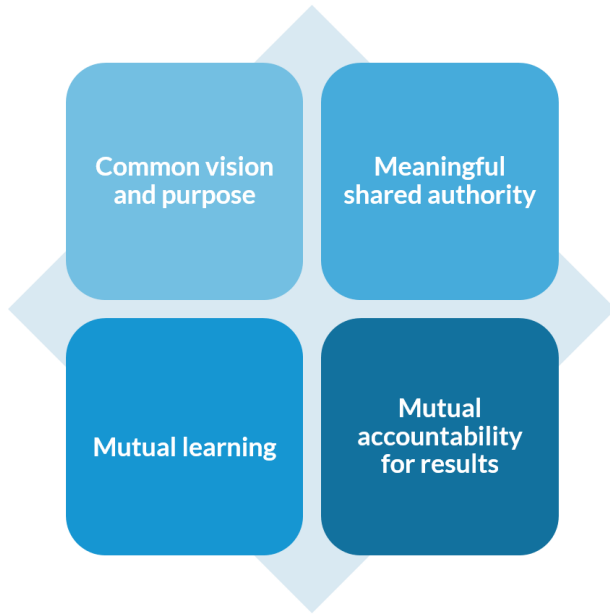 Common vision
and purpose
Meaningful
shared authority
Mutual learning
Mutual
accountability
for results